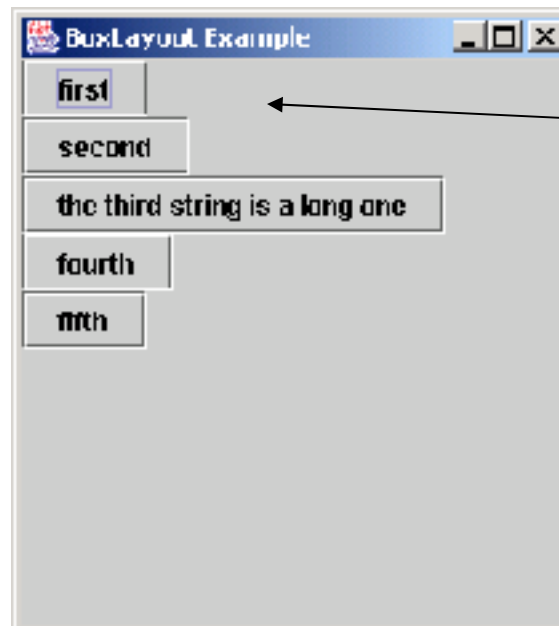 BoxLayout Example
first
second
the third string is a long one
fourth
fifth